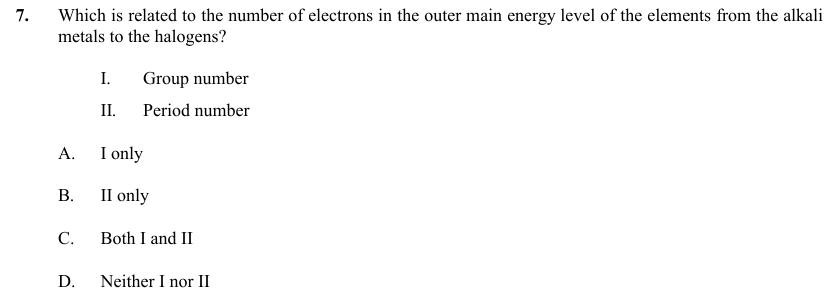 7. Which is related to the number of electrons in the outer main energy level of the elements from the alkali
metals to the halogens?
I. Group number
II. Period number
A. I only
B. II only
C. Both I and II
D. Neither I nor II